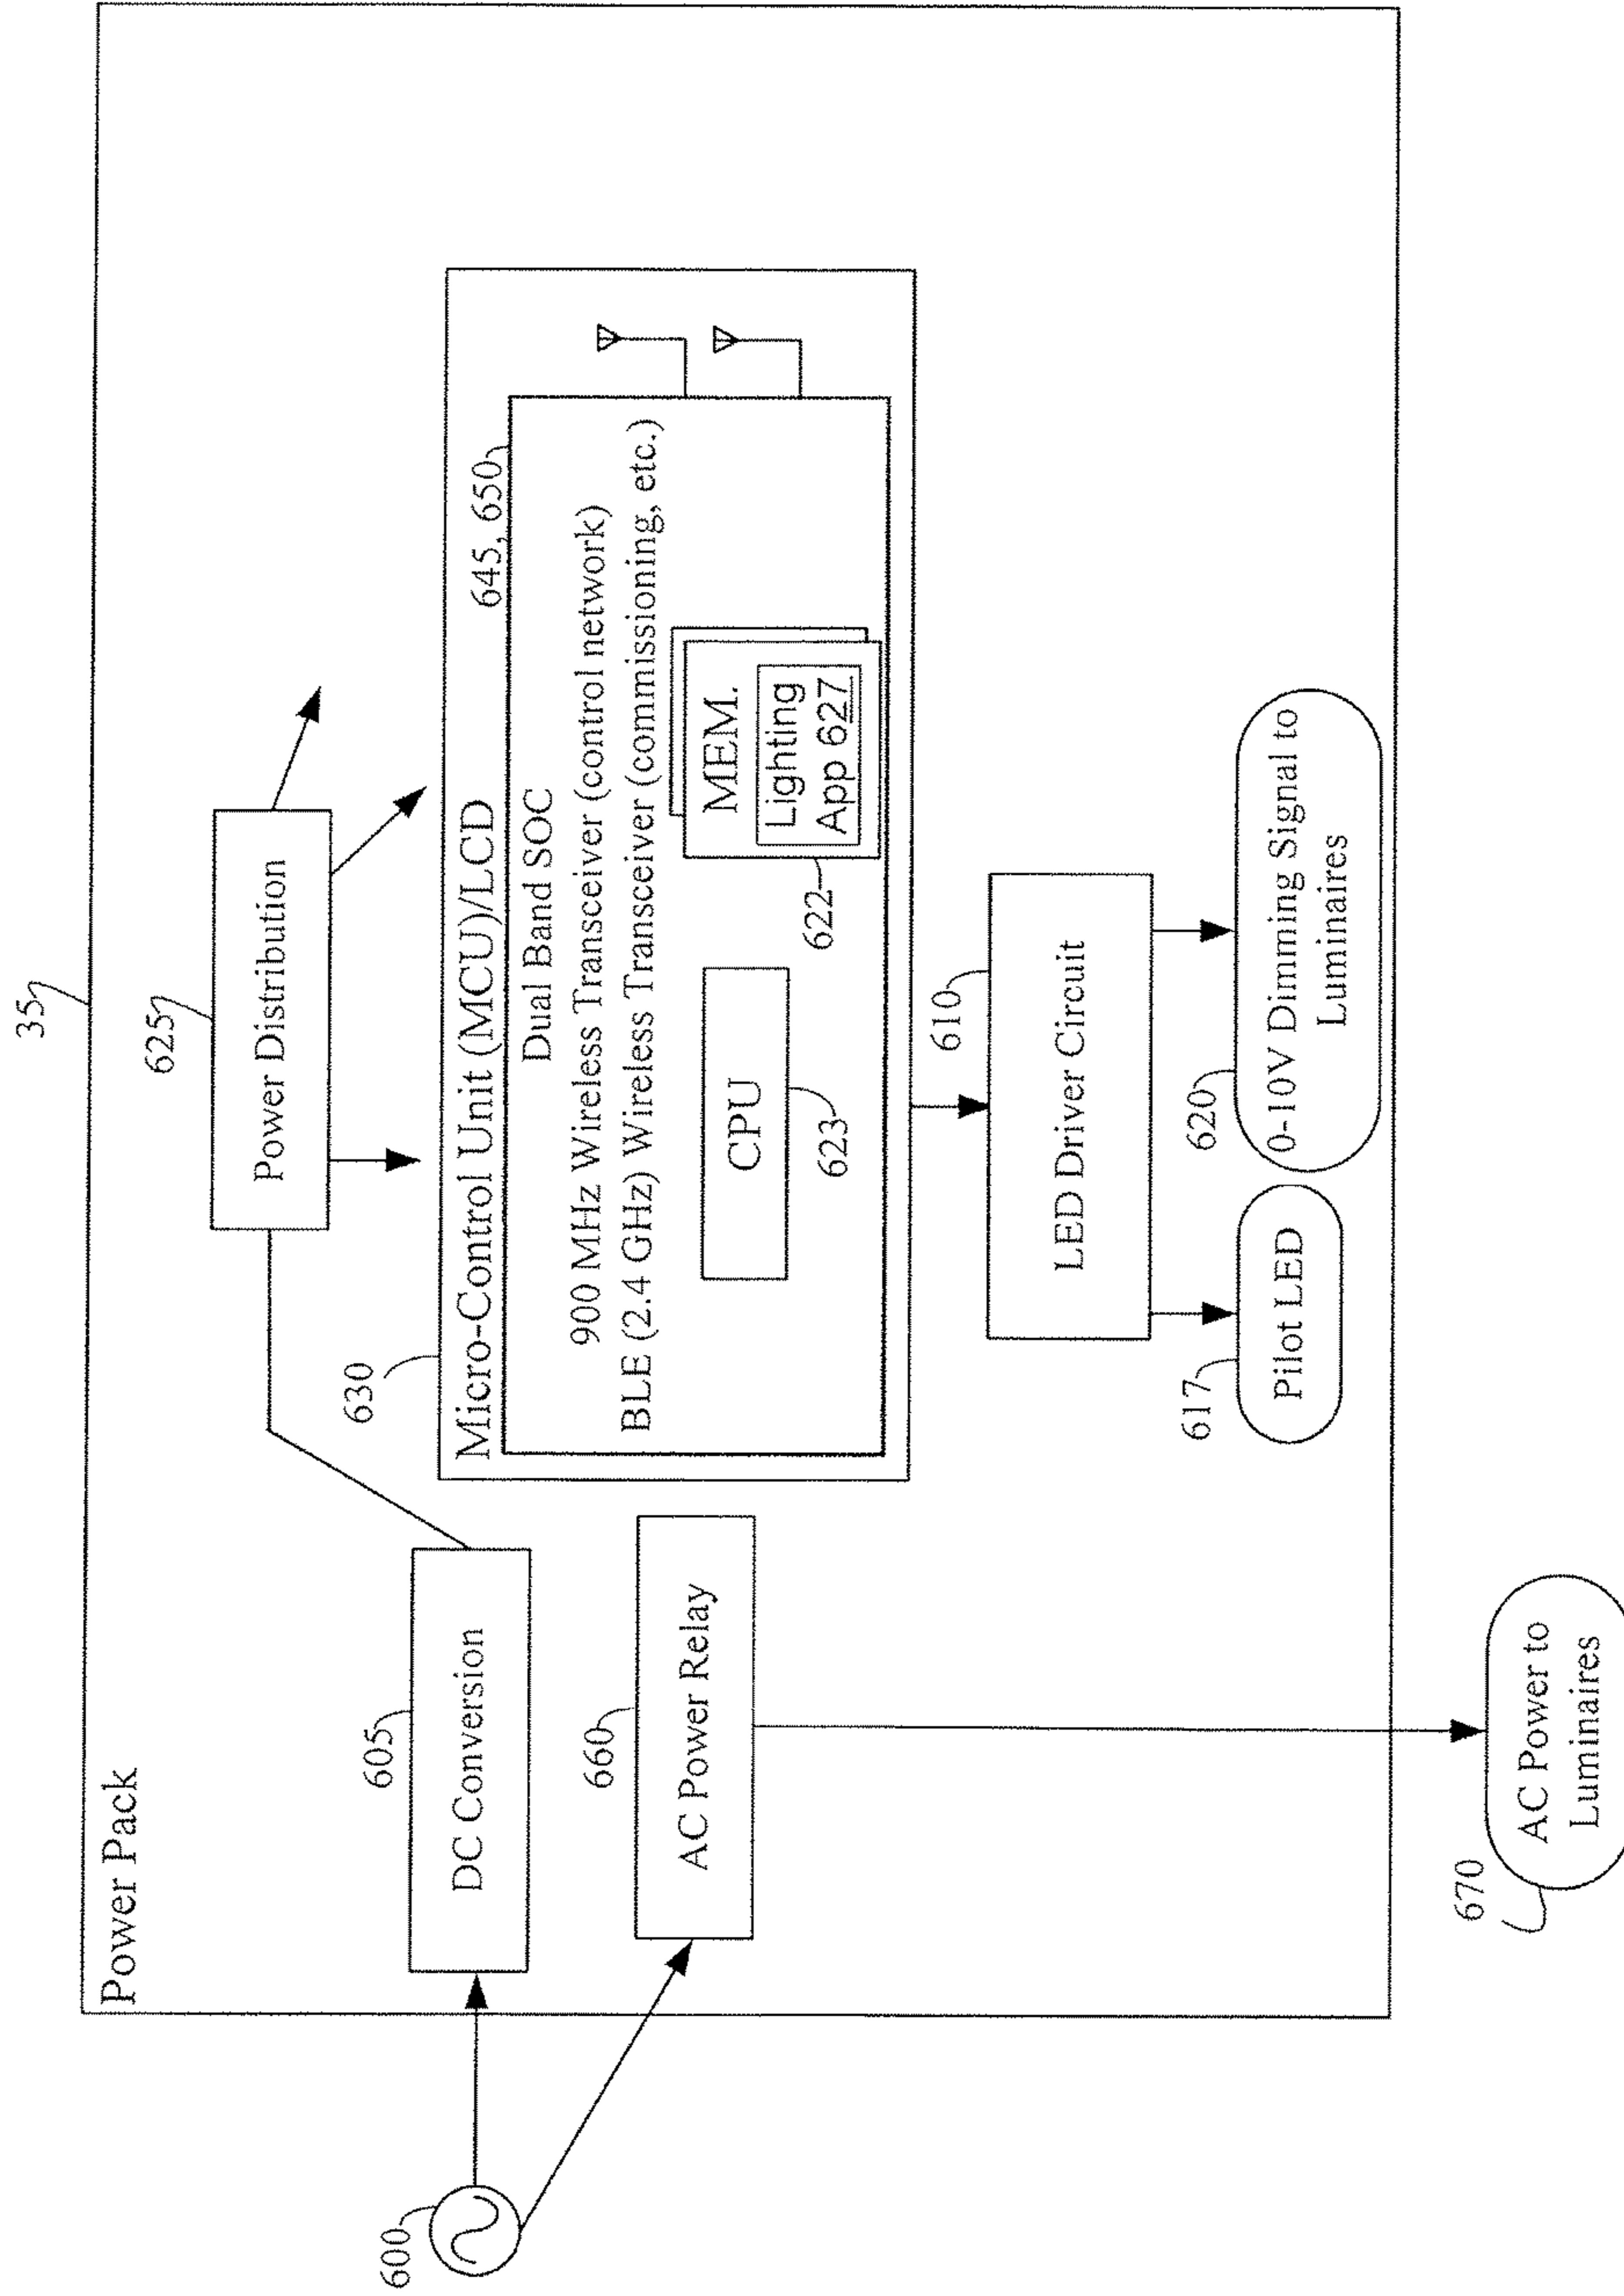 35
Power Pack
625
Power Distribution
605
DC Conversion
630
Micro-Control Unit (MCU)/LCD
645, 650
Dual Band SOC
900 MHz Wireless Transceiver (control network)
BLE (2.4 GHz) Wireless Transceiver (commissioning, etc.)
CPU
623
MEM.
Lighting
App 627
622
600
660
AC Power Relay
610
LED Driver Circuit
617
Pilot LED
620
0-10V Dimming Signal to
Luminaires
670
AC Power to
Luminaires